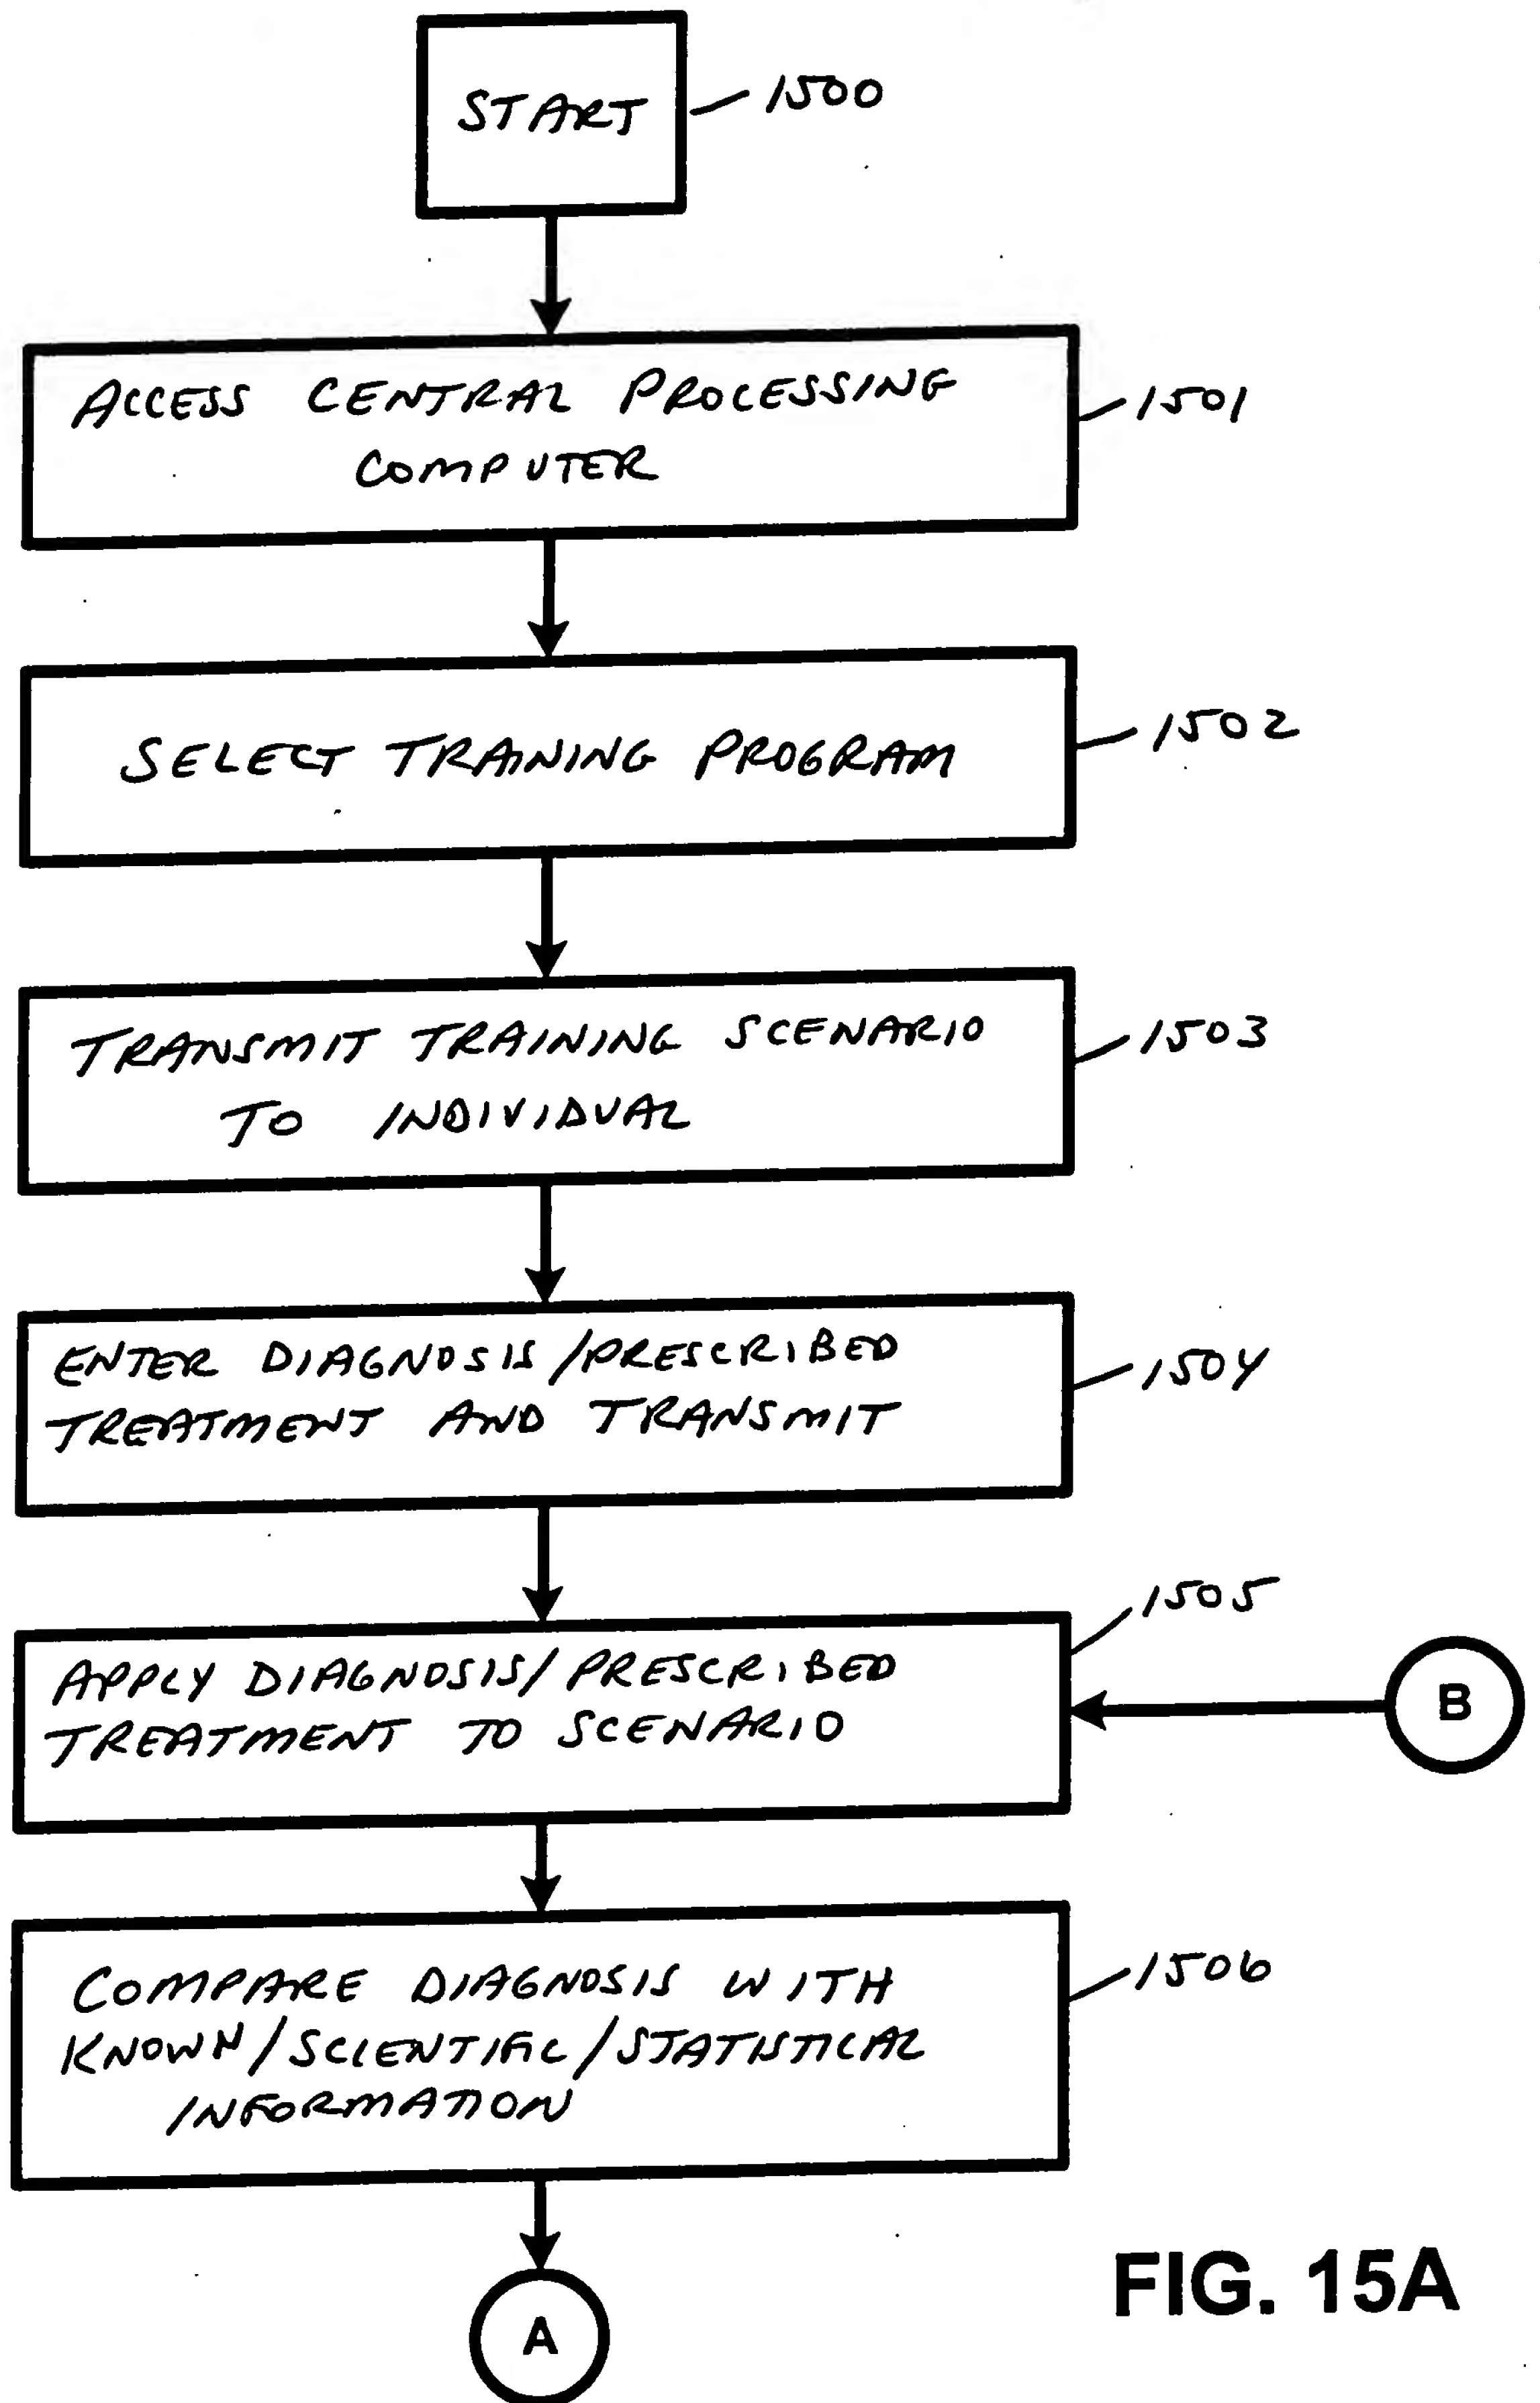 START
1500
ACCESS CENTRAL PROCESSING
COMPUTER
1501
SELECT TRAINING PROGRAM
1502
TRANSMIT TRAINING SCENARIO
TO INDIVIDUAL
1503
ENTER DIAGNOSIS/PRESCRIBED
TREATMENT AND TRANSMIT
1504
APPLY DIAGNOSIS/PRESCRIBED
TREATMENT TO SCENARIO
1505
B
COMPARE DIAGNOSIS WITH
KNOWN/SCIENTIFIC/STATISTICAL
INFORMATION
1506
A
FIG. 15A